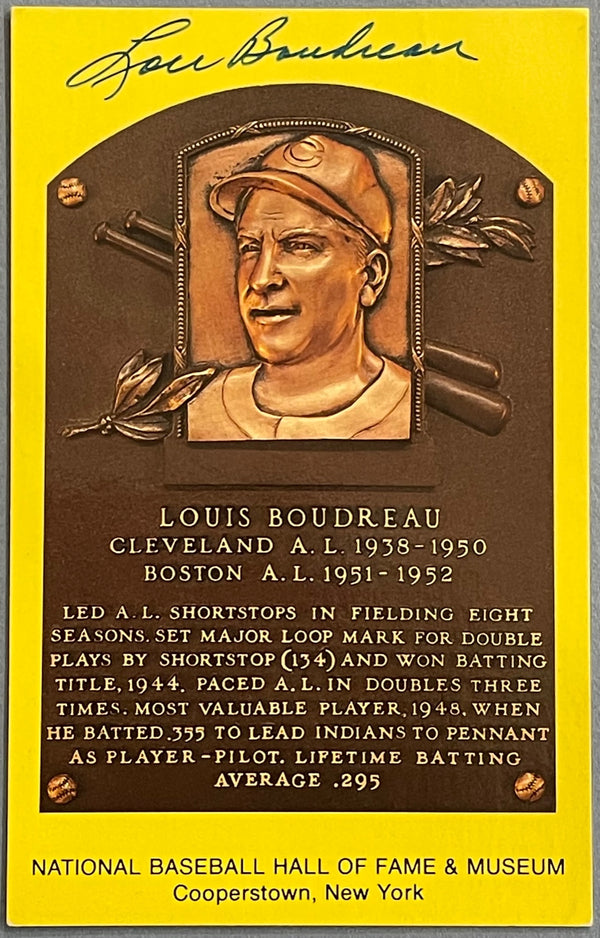 Lou Boudreau
C
LOUIS BOUDREAU
CLEVELAND A.L. 1938-1950
BOSTON A.L. 1951-1952
LED A.L. SHORTSTOPS IN FIELDING EIGHT
SEASONS. SET MAJOR LOOP MARK FOR DOUBLE
PLAYS BY SHORTSTOP (134) AND WON BATTING
TITLE, 1944. PACED A.L. IN DOUBLES THREE
TIMES. MOST VALUABLE PLAYER, 1948, WHEN
HE BATTED .355 TO LEAD INDIANS TO PENNANT
AS PLAYER-PILOT. LIFETIME BATTING
AVERAGE .295
NATIONAL BASEBALL HALL OF FAME & MUSEUM
Cooperstown, New York